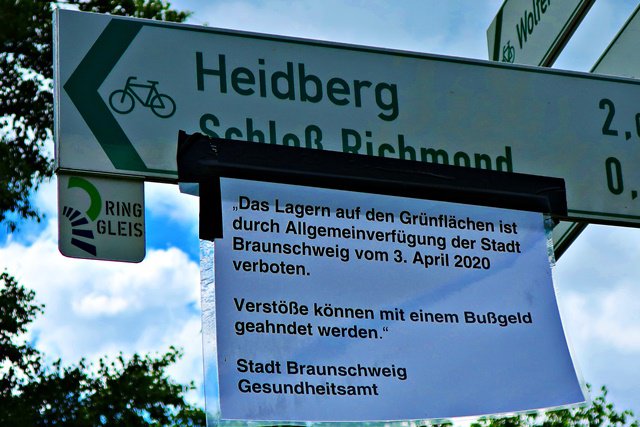 Wolfe
Heidberg 2,
Schloß Richmond 0,
RING
GLEIS
„Das Lagern auf den Grünflächen ist
durch Allgemeinverfügung der Stadt
Braunschweig vom 3. April 2020
verboten.
Verstöße können mit einem Bußgeld
geahndet werden.“
Stadt Braunschweig
Gesundheitsamt